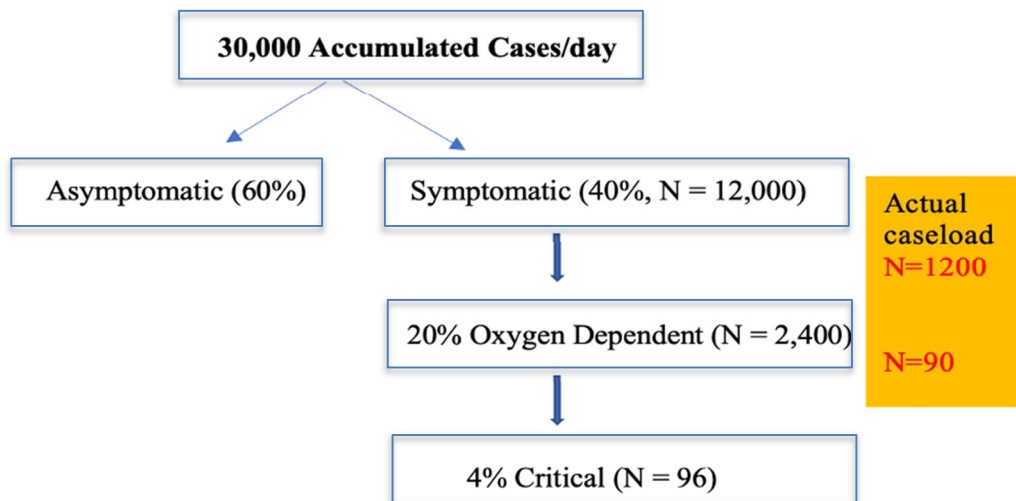 30,000 Accumulated Cases/day
Asymptomatic (60%)
Symptomatic (40%, N = 12,000)
Actual
caseload
N=1200
20% Oxygen Dependent (N = 2,400)
N=90
4% Critical (N = 96)